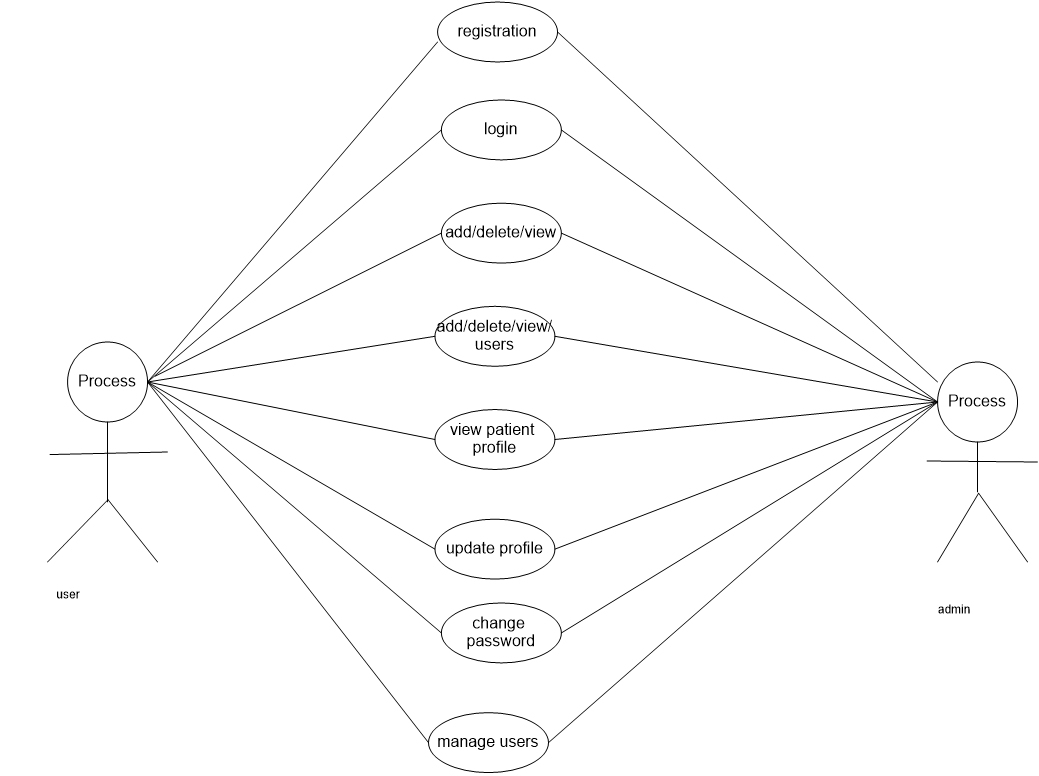 registration
login
add/delete/view
add/delete/view/
users
Process
Process
view patient
profile
update profile
user
admin
change
password
manage users